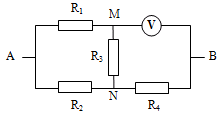 R₁ M V
A R₃ B
R₂ N R₄